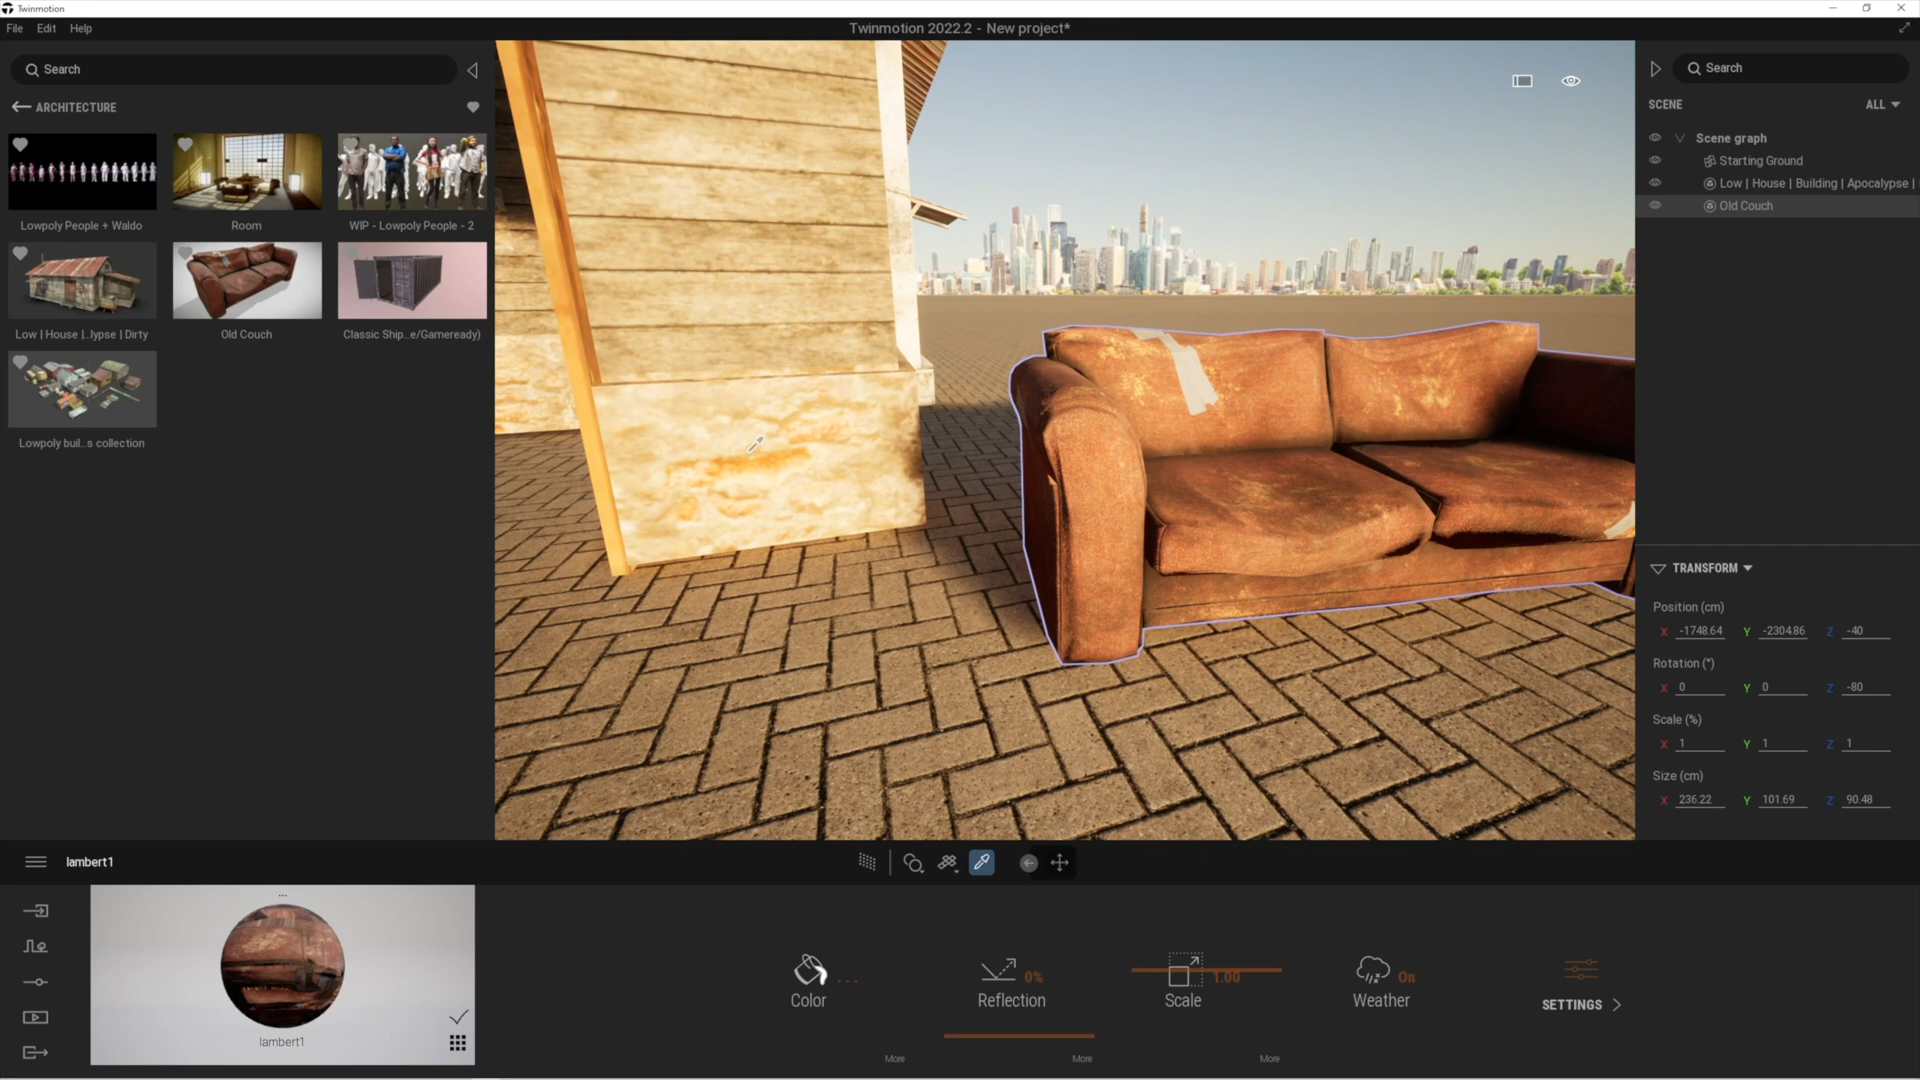 Twinmotion
File Edit Help
Twinmotion 2022.2 - New project*
Search
ARCHITECTURE
Lowpoly People + Waldo
Room
WIP - Lowpoly People - 2
Low | House |...lypse | Dirty
Old Couch
Classic Ship...e/Gameready)
Lowpoly buil...s collection
Search
SCENE
ALL
Scene graph
Starting Ground
Low | House | Building | Apocalypse |
Old Couch
TRANSFORM
Position (cm)
X -1748.64 Y -2304.86 Z -40
Rotation (°)
X 0 Y 0 Z -80
Scale (%)
X 1 Y 1 Z 1
Size (cm)
X 236.22 Y 101.69 Z 90.48
lambert1
...
lambert1
Color ...
Reflection 0%
Scale 1.00
Weather On
SETTINGS
More
More
More